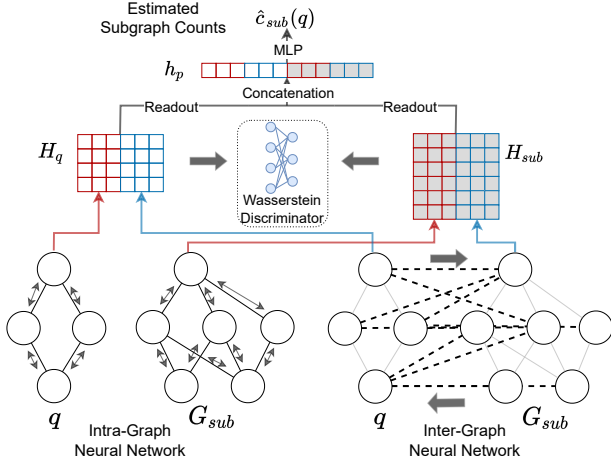 Estimated
Subgraph Counts
ĉ_sub(q)
MLP
h_p
Concatenation
Readout
Readout
H_q
H_sub
Wasserstein
Discriminator
q
G_sub
q
G_sub
Intra-Graph
Neural Network
Inter-Graph
Neural Network